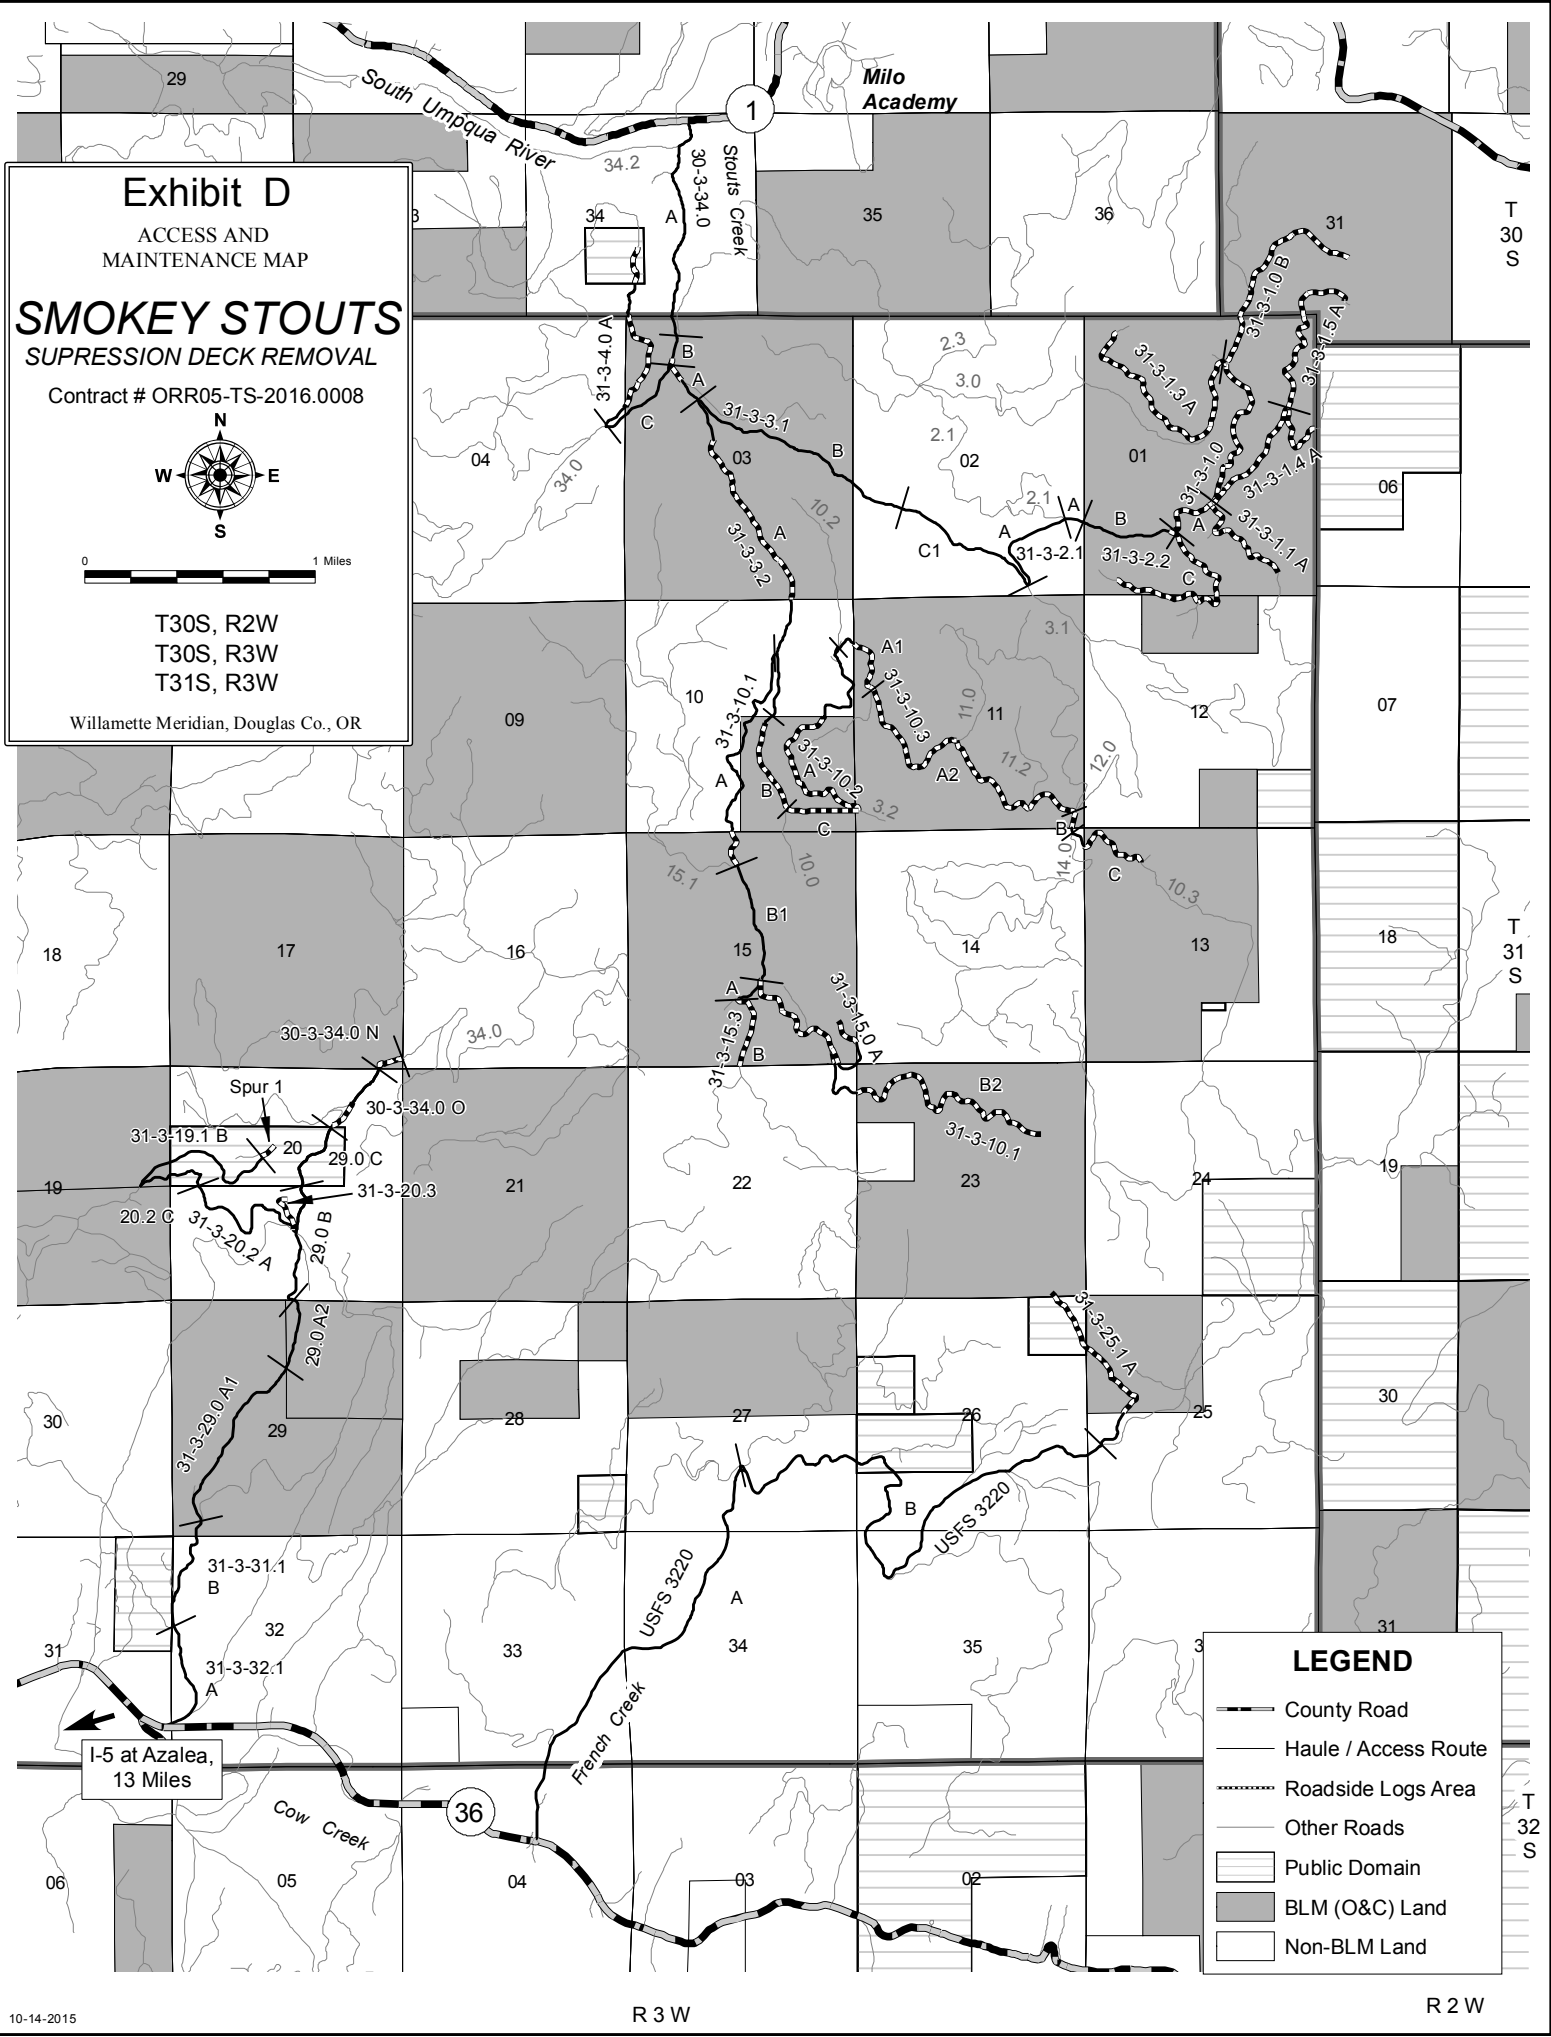 29
South Umpqua River
1
Milo
Academy
34.2
30-3-34.0
Stouts Creek
34
A
35
36
31
T
30
S
Exhibit D
ACCESS AND
MAINTENANCE MAP
SMOKEY STOUTS
SUPRESSION DECK REMOVAL
Contract # ORR05-TS-2016.0008
N
W
E
S
0
1 Miles
T30S, R2W
T30S, R3W
T31S, R3W
Willamette Meridian, Douglas Co., OR
31-3-1.0 B
31-3-1.5 A
31-3-4.0 A
B
A
C
31-3-3.1
B
2.3
3.0
2.1
31-3-1.3 A
04
34.0
03
02
01
06
10.2
2.1
31-3-1.0
31-3-1.4 A
A
31-3-3.2
C1
A
A
31-3-2.1
B
31-3-2.2
A
31-3-1.1 A
C
3.1
A1
09
10
31-3-10.1
31-3-10.3
11.0
11
12
07
A
B
31-3-10.2
A
A2
11.2
12.0
3.2
C
B
15.1
10.0
14.0
C
10.3
B1
18
17
16
15
14
13
18
T
31
S
30-3-34.0 N
34.0
A
31-3-15.3
B
31-3-15.0 A
Spur 1
30-3-34.0 O
B2
31-3-10.1
31-3-19.1 B
20
29.0 C
19
21
22
23
24
19
31-3-20.3
20.2 C
31-3-20.2 A
29.0 B
29.0 A2
31-3-25.1 A
31-3-29.0 A1
30
29
28
27
26
25
30
B
USFS 3220
31-3-31.1
B
USFS 3220
A
31
32
33
34
35
3
31
31-3-32.1
A
French Creek
I-5 at Azalea,
13 Miles
36
Cow Creek
06
05
04
03
02
LEGEND
County Road
Haule / Access Route
Roadside Logs Area
Other Roads
Public Domain
BLM (O&C) Land
Non-BLM Land
T
32
S
10-14-2015
R 3 W
R 2 W